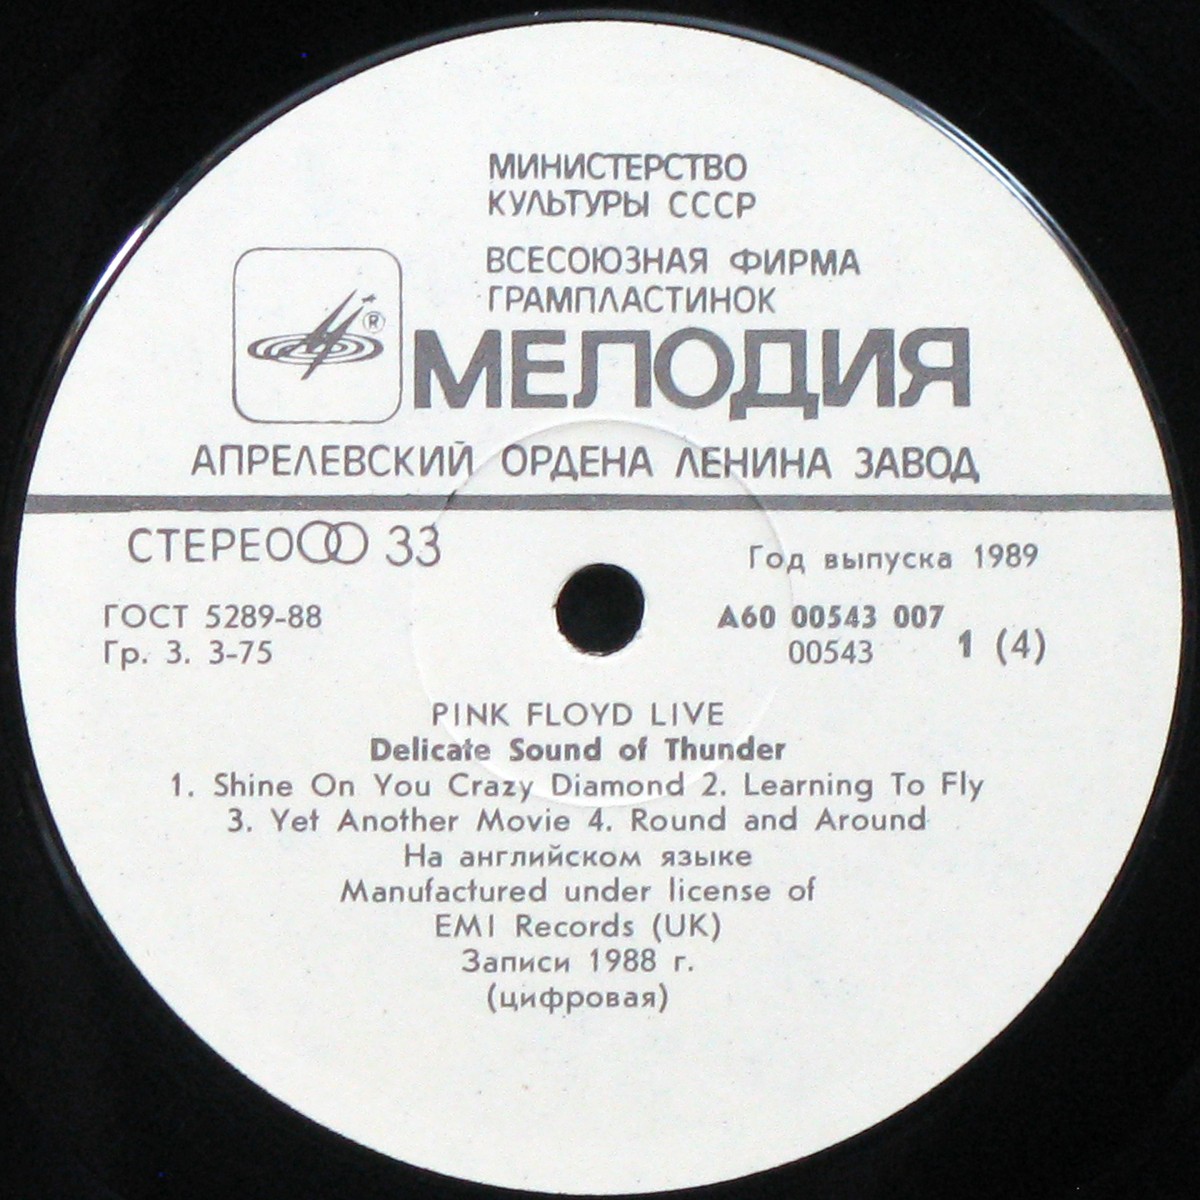 МИНИСТЕРСТВО
КУЛЬТУРЫ СССР
ВСЕСОЮЗНАЯ ФИРМА
ГРАМПЛАСТИНОК
®
МЕЛОДИЯ
АПРЕЛЕВСКИЙ ОРДЕНА ЛЕНИНА ЗАВОД
СТЕРЕО 33
Год выпуска 1989
ГОСТ 5289-88
А60 00543 007
Гр. 3. 3-75
00543 1 (4)
PINK FLOYD LIVE
Delicate Sound of Thunder
1. Shine On You Crazy Diamond 2. Learning To Fly
3. Yet Another Movie 4. Round and Around
На английском языке
Manufactured under license of
EMI Records (UK)
Записи 1988 г.
(цифровая)